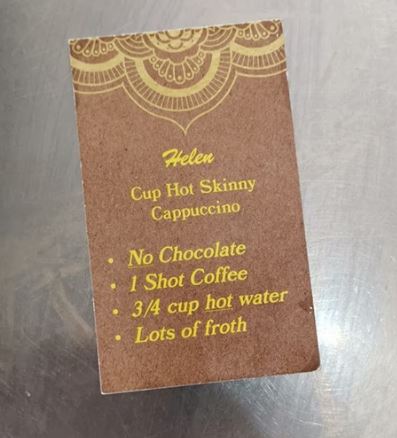 Helen
Cup Hot Skinny
Cappuccino
• No Chocolate
• 1 Shot Coffee
• 3/4 cup hot water
• Lots of froth